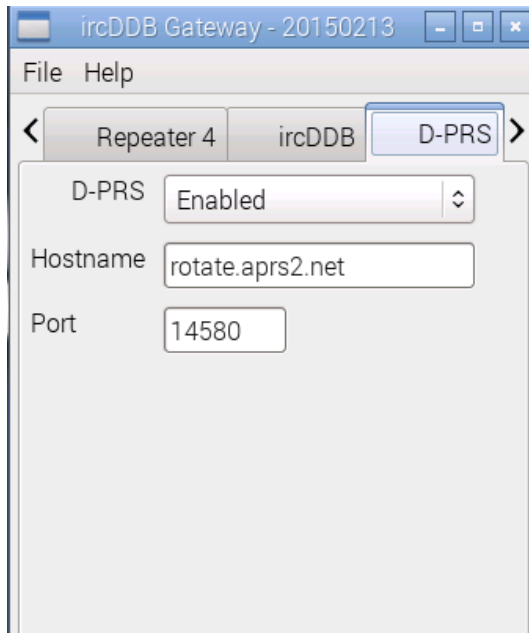 ircDDB Gateway - 20150213
File Help
Repeater 4 ircDDB D-PRS
D-PRS Enabled
Hostname rotate.aprs2.net
Port 14580